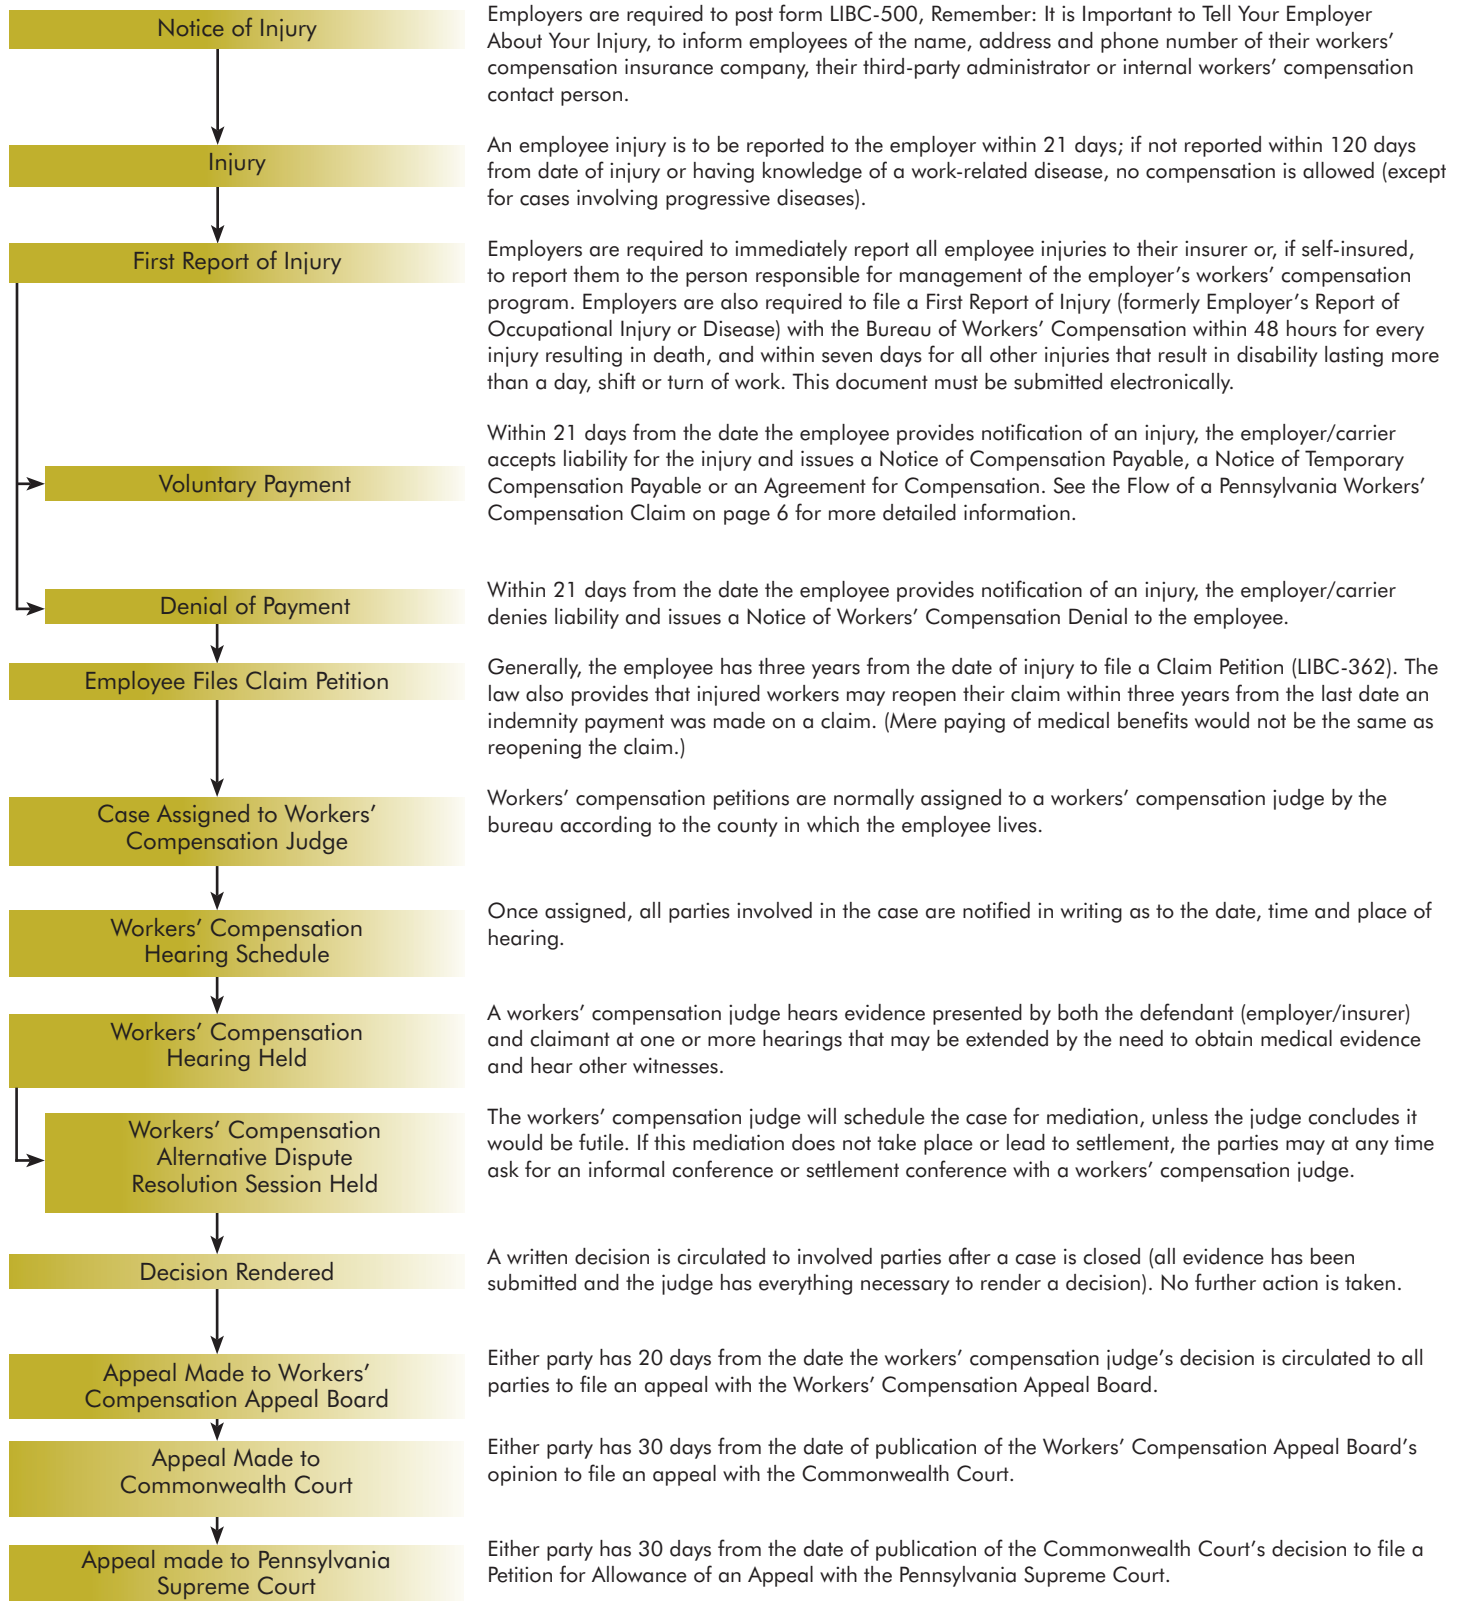 Notice of Injury
Employers are required to post form LIBC-500, Remember: It is Important to Tell Your Employer
About Your Injury, to inform employees of the name, address and phone number of their workers’
compensation insurance company, their third-party administrator or internal workers’ compensation
contact person.
Injury
An employee injury is to be reported to the employer within 21 days; if not reported within 120 days
from date of injury or having knowledge of a work-related disease, no compensation is allowed (except
for cases involving progressive diseases).
First Report of Injury
Employers are required to immediately report all employee injuries to their insurer or, if self-insured,
to report them to the person responsible for management of the employer’s workers’ compensation
program. Employers are also required to file a First Report of Injury (formerly Employer’s Report of
Occupational Injury or Disease) with the Bureau of Workers’ Compensation within 48 hours for every
injury resulting in death, and within seven days for all other injuries that result in disability lasting more
than a day, shift or turn of work. This document must be submitted electronically.
Voluntary Payment
Within 21 days from the date the employee provides notification of an injury, the employer/carrier
accepts liability for the injury and issues a Notice of Compensation Payable, a Notice of Temporary
Compensation Payable or an Agreement for Compensation. See the Flow of a Pennsylvania Workers’
Compensation Claim on page 6 for more detailed information.
Denial of Payment
Within 21 days from the date the employee provides notification of an injury, the employer/carrier
denies liability and issues a Notice of Workers’ Compensation Denial to the employee.
Employee Files Claim Petition
Generally, the employee has three years from the date of injury to file a Claim Petition (LIBC-362). The
law also provides that injured workers may reopen their claim within three years from the last date an
indemnity payment was made on a claim. (Mere paying of medical benefits would not be the same as
reopening the claim.)
Case Assigned to Workers’
Compensation Judge
Workers’ compensation petitions are normally assigned to a workers’ compensation judge by the
bureau according to the county in which the employee lives.
Workers’ Compensation
Hearing Schedule
Once assigned, all parties involved in the case are notified in writing as to the date, time and place of
hearing.
Workers’ Compensation
Hearing Held
A workers’ compensation judge hears evidence presented by both the defendant (employer/insurer)
and claimant at one or more hearings that may be extended by the need to obtain medical evidence
and hear other witnesses.
Workers’ Compensation
Alternative Dispute
Resolution Session Held
The workers’ compensation judge will schedule the case for mediation, unless the judge concludes it
would be futile. If this mediation does not take place or lead to settlement, the parties may at any time
ask for an informal conference or settlement conference with a workers’ compensation judge.
Decision Rendered
A written decision is circulated to involved parties after a case is closed (all evidence has been
submitted and the judge has everything necessary to render a decision). No further action is taken.
Appeal Made to Workers’
Compensation Appeal Board
Either party has 20 days from the date the workers’ compensation judge’s decision is circulated to all
parties to file an appeal with the Workers’ Compensation Appeal Board.
Appeal Made to
Commonwealth Court
Either party has 30 days from the date of publication of the Workers’ Compensation Appeal Board’s
opinion to file an appeal with the Commonwealth Court.
Appeal made to Pennsylvania
Supreme Court
Either party has 30 days from the date of publication of the Commonwealth Court’s decision to file a
Petition for Allowance of an Appeal with the Pennsylvania Supreme Court.